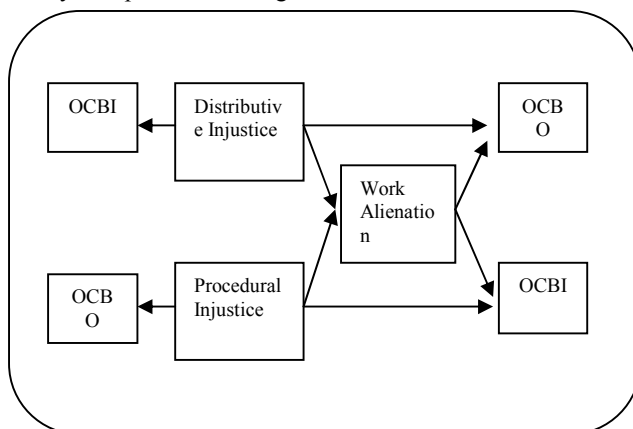 OCBI
Distributiv
e Injustice
OCB
O
Work
Alienatio
n
OCB
O
Procedural
Injustice
OCBI